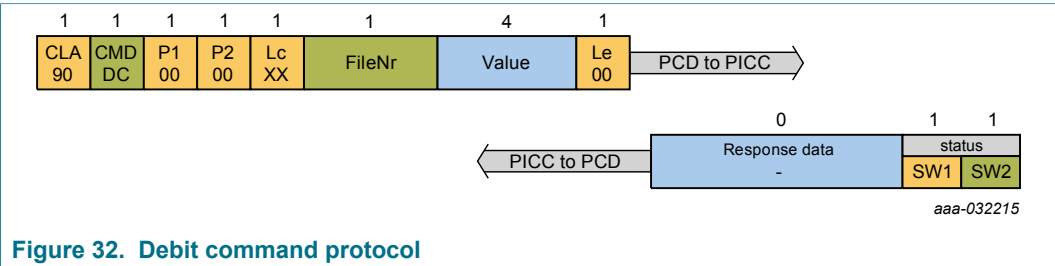 1 1 1 1 1 1 4 1
CLA CMD P1 P2 Lc FileNr Value Le PCD to PICC
90 DC 00 00 XX 00
0 1 1
PICC to PCD Response data status
- SW1 SW2
aaa-032215
Figure 32. Debit command protocol